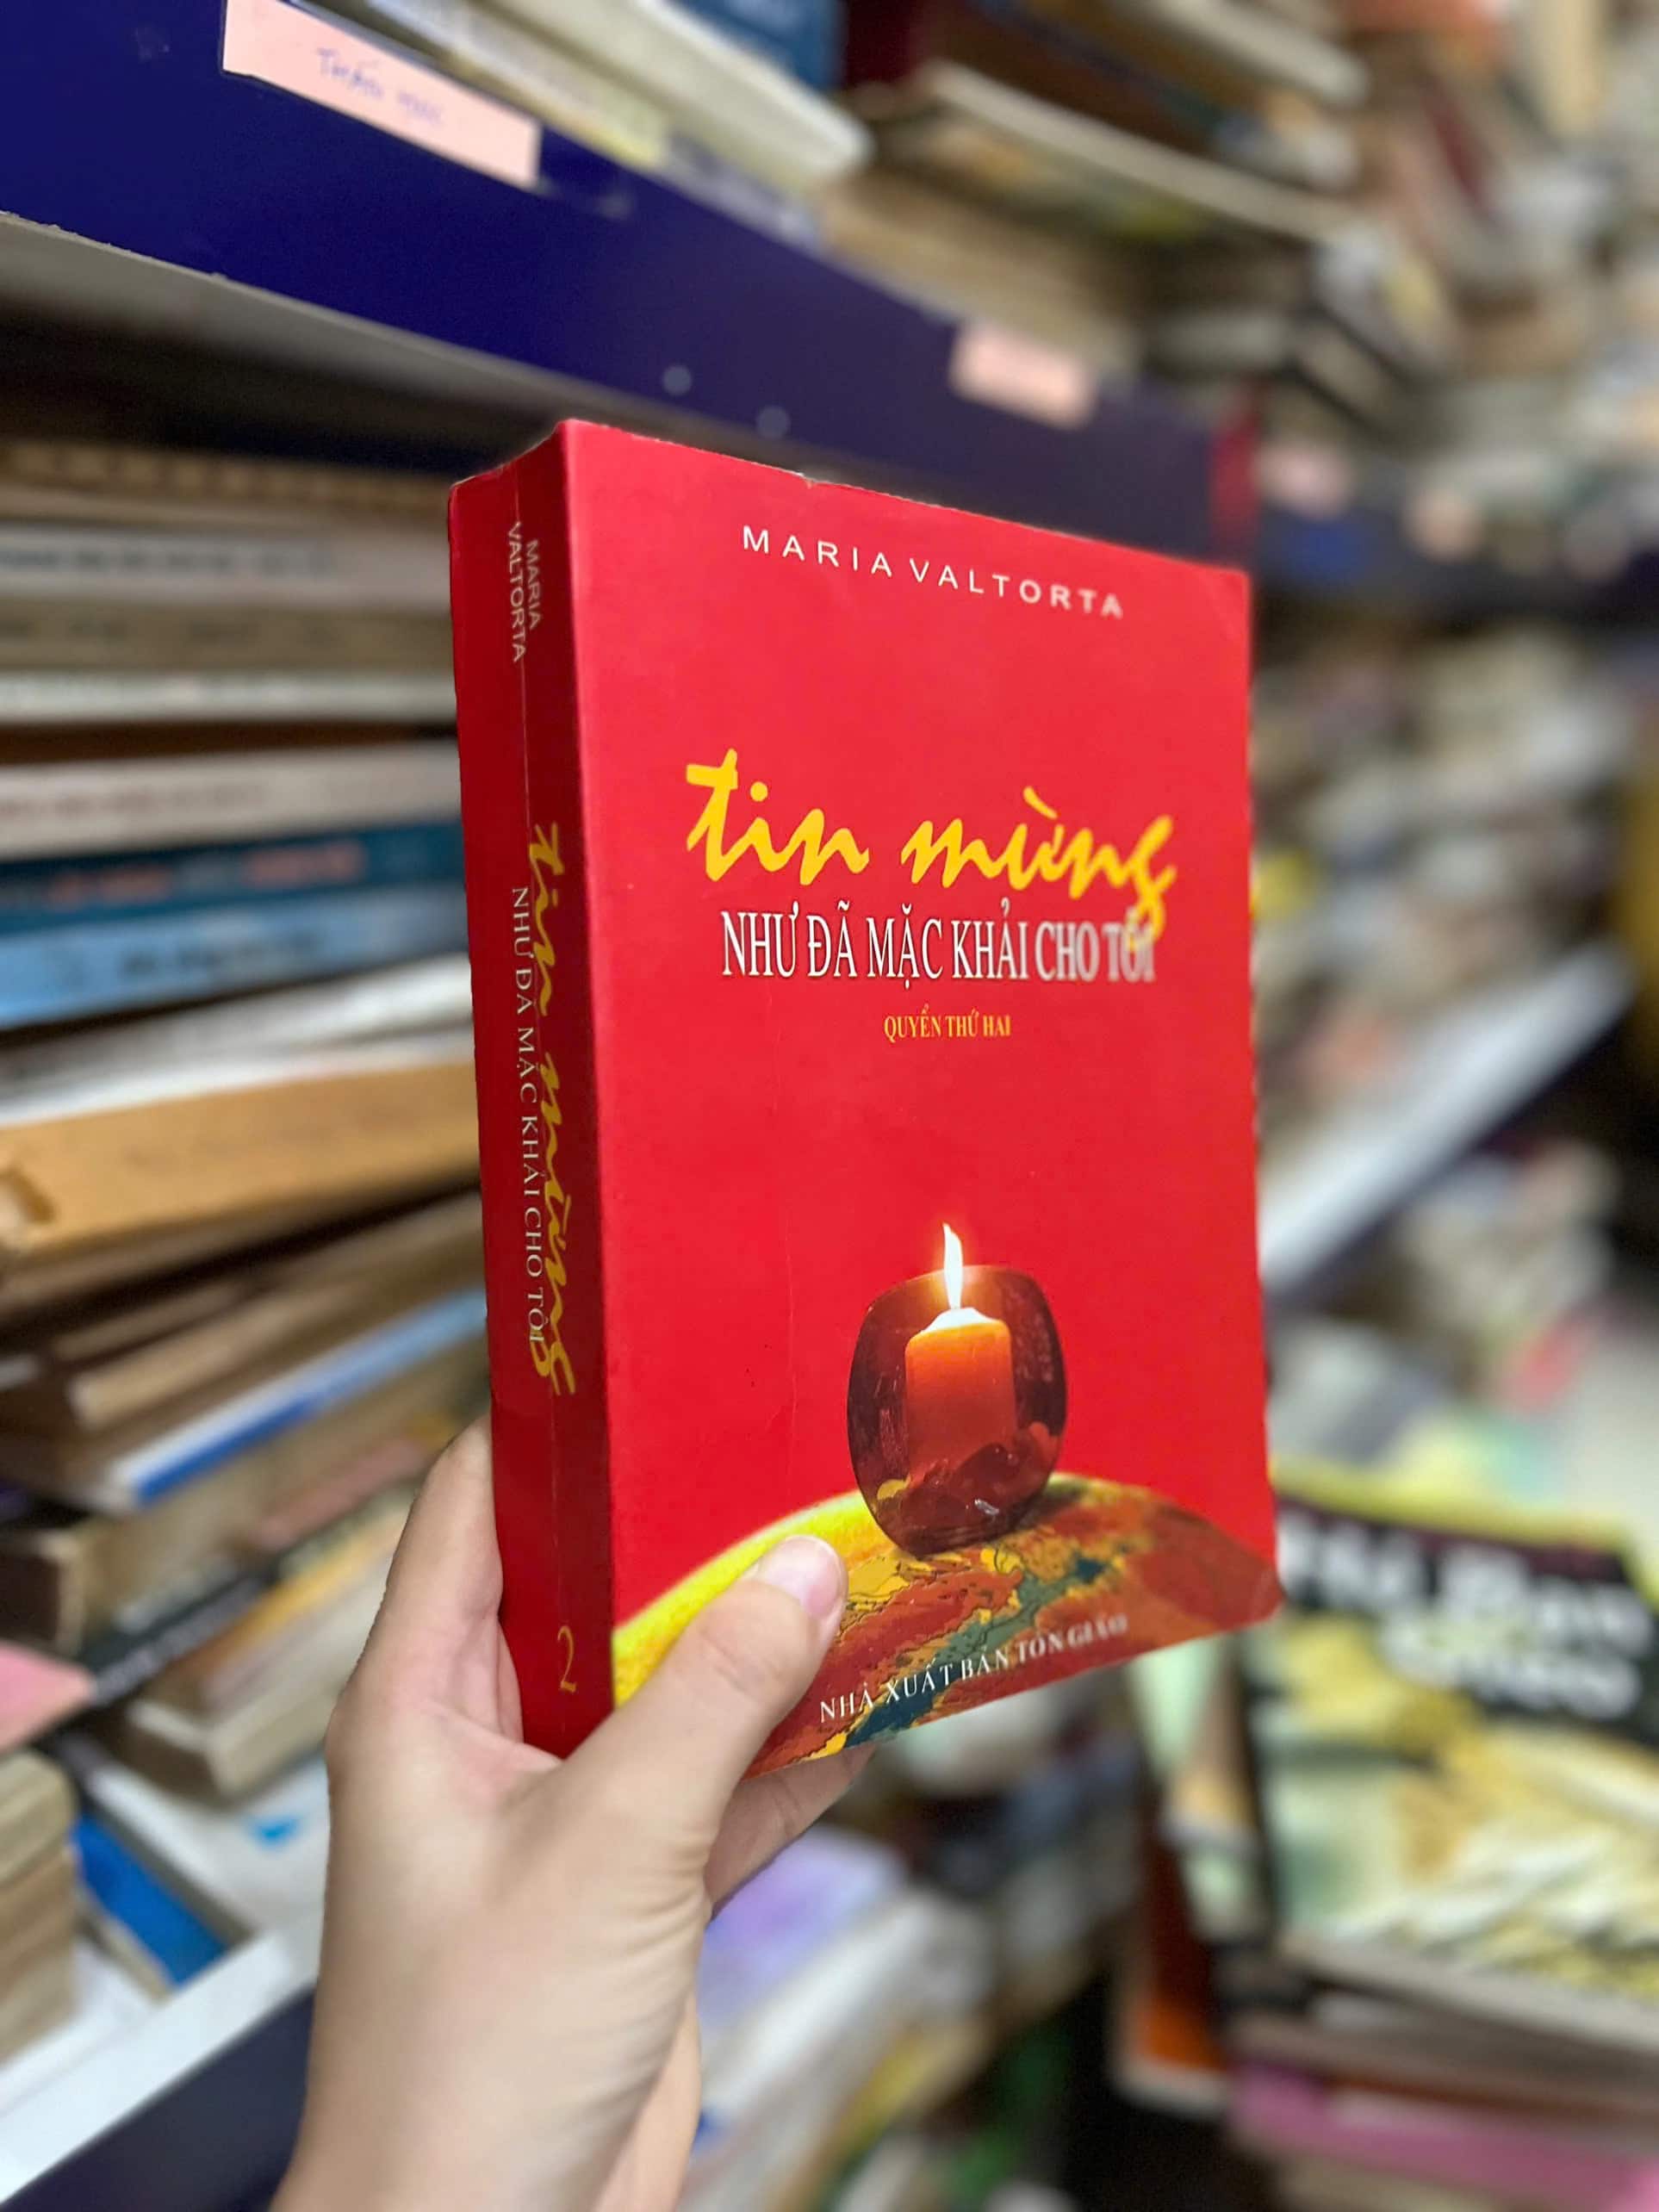 MARIA VALTORTA
tin mừng
NHƯ ĐÃ MẶC KHẢI CHO TÔI
QUYỂN THỨ HAI
NHÀ XUẤT BẢN TÔN GIÁO
MARIA
VALTORTA
tin mừng
NHƯ ĐÃ MẶC KHẢI CHO TÔI
2